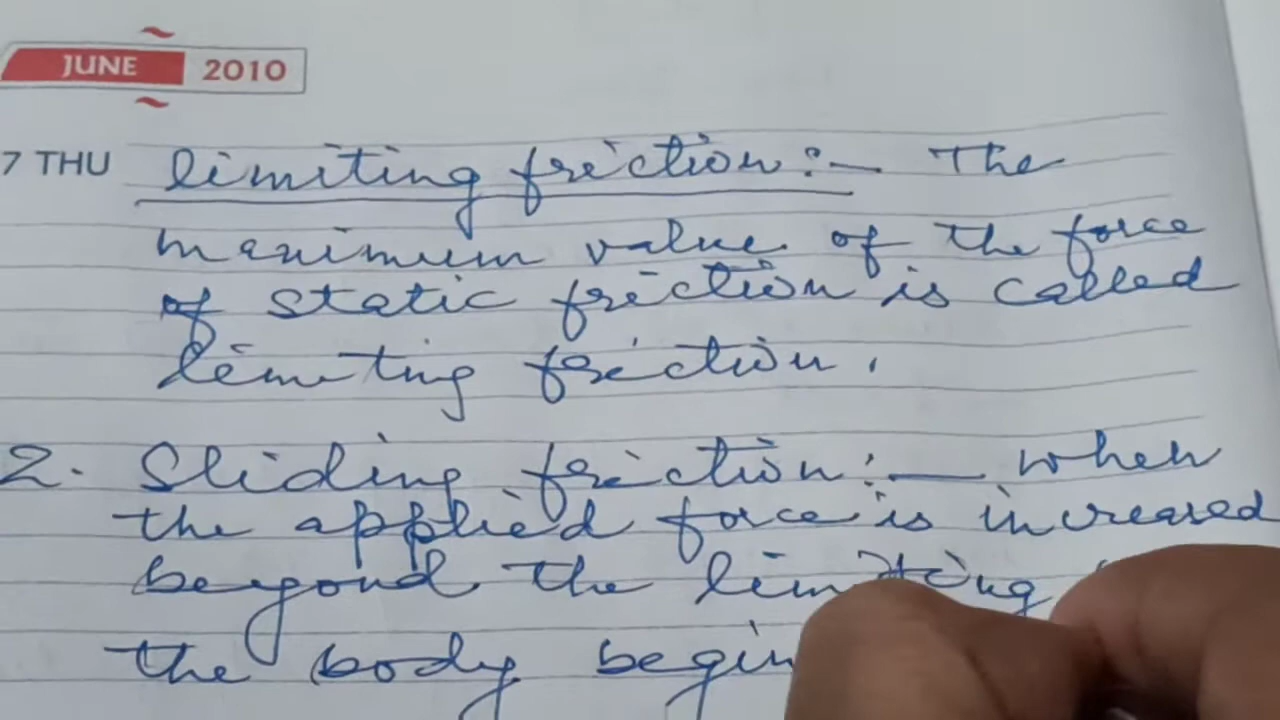 JUNE 2010
7 THU limiting friction :— The
maximum value of the force
of static friction is called
limiting friction.
2. Sliding friction :— when
the applied force is increased
beyond the limiting
the body begin